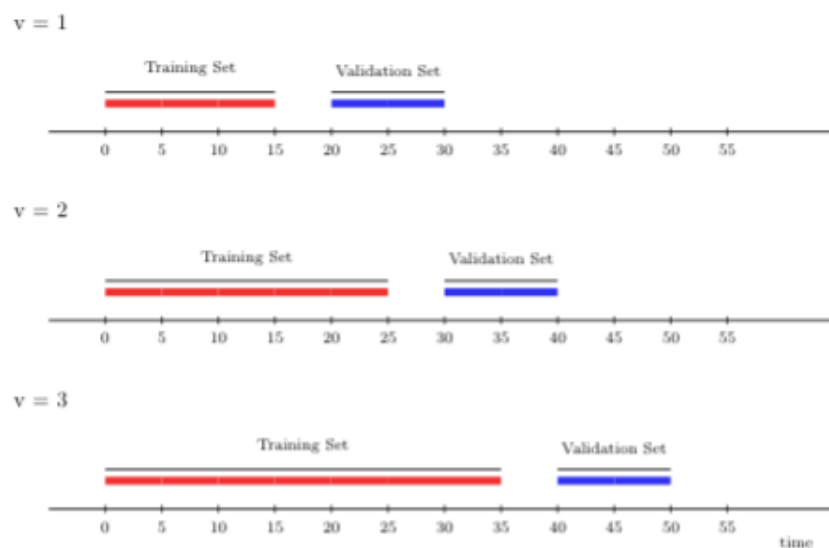 v = 1
Training Set
Validation Set
0 5 10 15 20 25 30 35 40 45 50 55
v = 2
Training Set
Validation Set
0 5 10 15 20 25 30 35 40 45 50 55
v = 3
Training Set
Validation Set
0 5 10 15 20 25 30 35 40 45 50 55
time